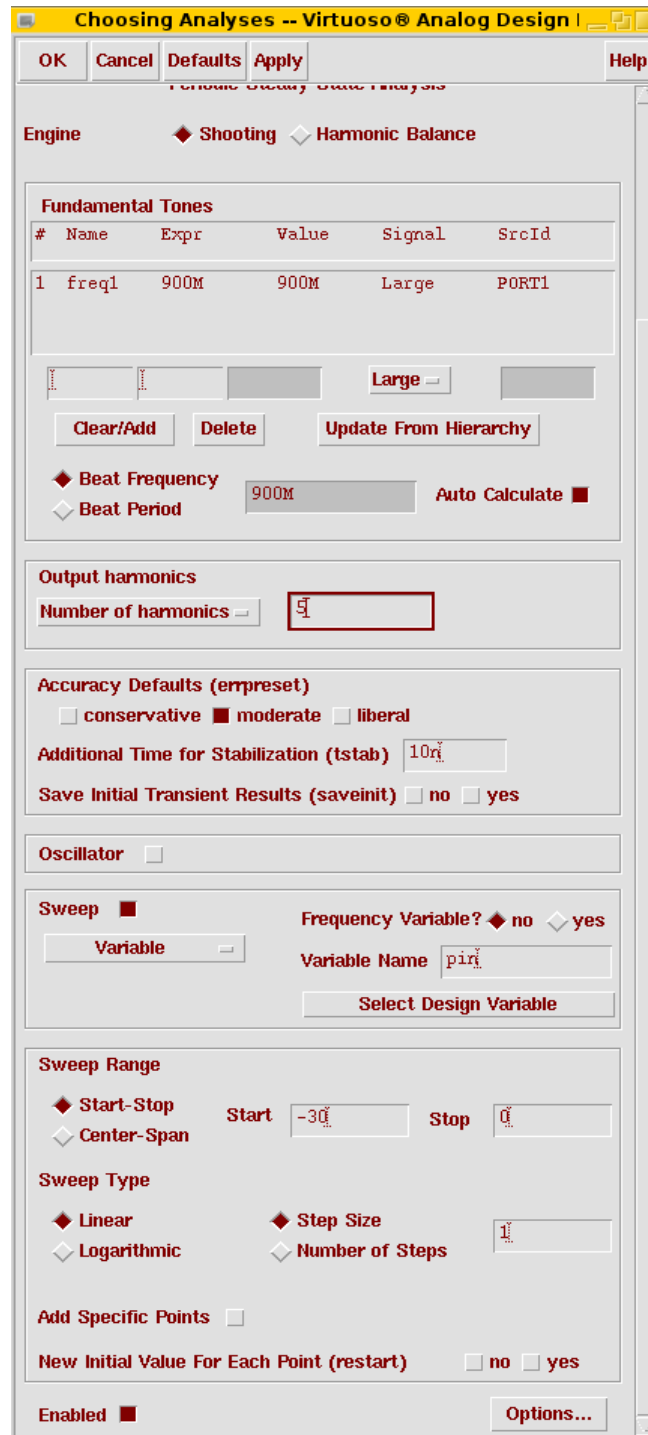 Choosing Analyses -- Virtuoso® Analog Design
OK Cancel Defaults Apply Help
Periodic Steady State Analysis
Engine Shooting Harmonic Balance
Fundamental Tones
# Name Expr Value Signal SrcId
1 freq1 900M 900M Large PORT1
Large
Clear/Add Delete Update From Hierarchy
Beat Frequency 900M Auto Calculate
Beat Period
Output harmonics
Number of harmonics 5
Accuracy Defaults (errpreset)
conservative moderate liberal
Additional Time for Stabilization (tstab) 10n
Save Initial Transient Results (saveinit) no yes
Oscillator
Sweep Frequency Variable? no yes
Variable Variable Name pin
Select Design Variable
Sweep Range
Start-Stop Start -30 Stop 0
Center-Span
Sweep Type
Linear Step Size 1
Logarithmic Number of Steps
Add Specific Points
New Initial Value For Each Point (restart) no yes
Enabled Options...